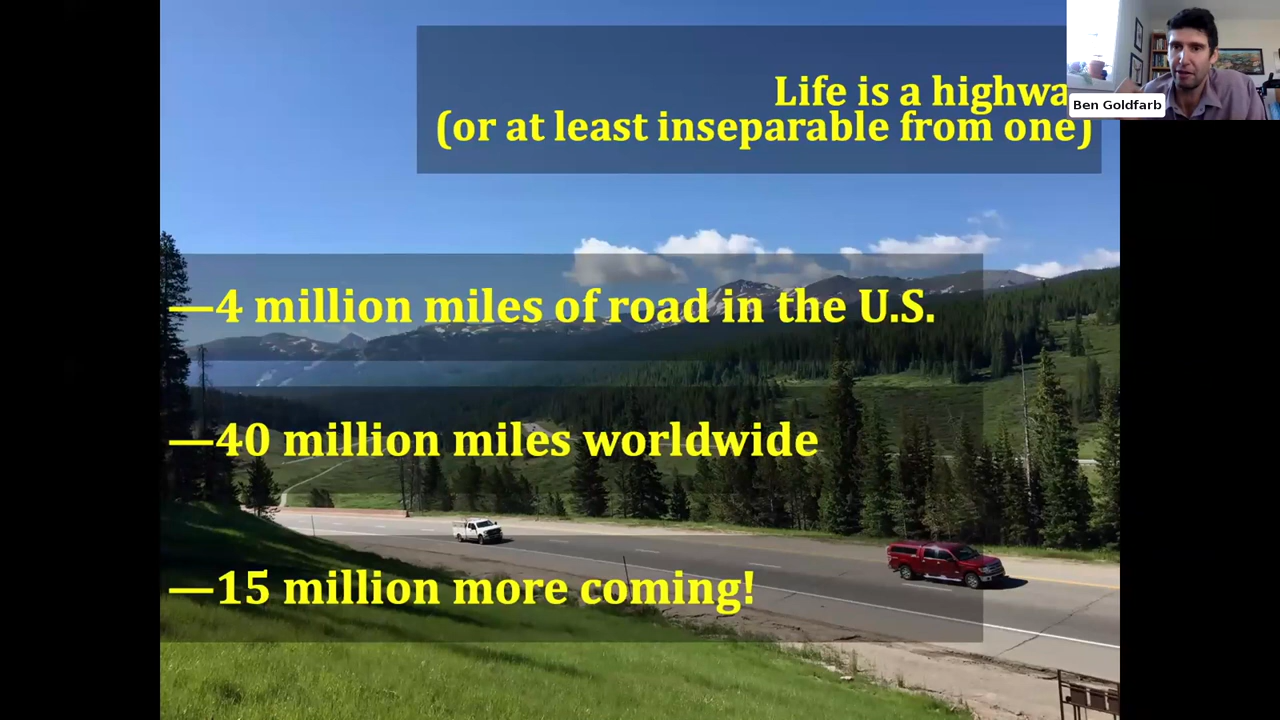 Life is a highwa
(or at least inseparable from one)
Ben Goldfarb
—4 million miles of road in the U.S.
—40 million miles worldwide
—15 million more coming!